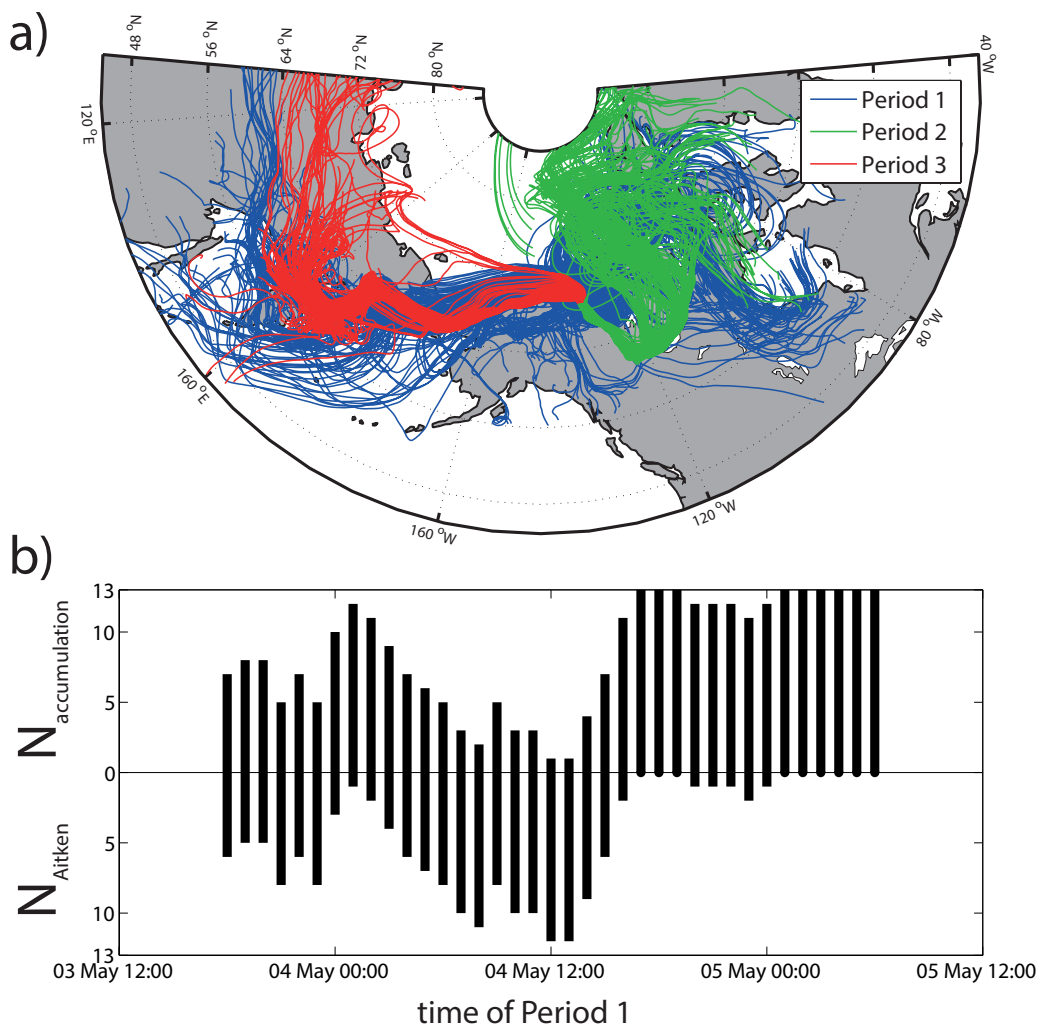 a)
48 °N
56 °N
64 °N
72 °N
80 °N
40°W
120°E
Period 1
Period 2
Period 3
80 °W
160 °E
160 °W
120 °W
b)
13
10
5
0
5
10
13
N accumulation
N Aitken
03 May 12:00 04 May 00:00 04 May 12:00 05 May 00:00 05 May 12:00
time of Period 1